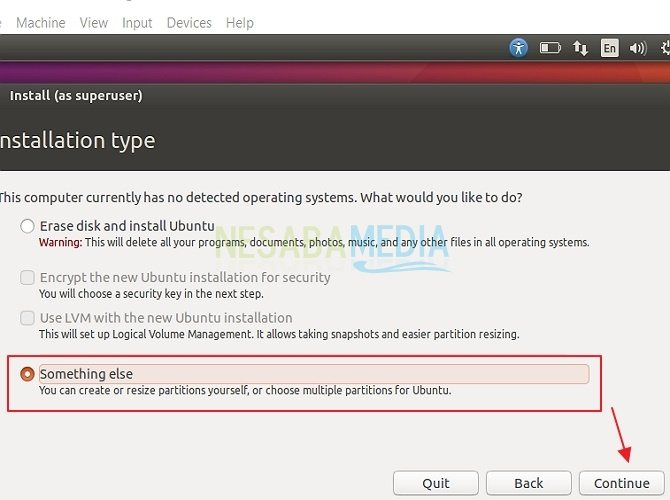 Machine View Input Devices Help
En
Install (as superuser)
nstallation type
This computer currently has no detected operating systems. What would you like to do?
Erase disk and install Ubuntu
Warning: This will delete all your programs, documents, photos, music, and any other files in all operating systems.
NESABAMEDIA
Encrypt the new Ubuntu installation for security
You will choose a security key in the next step.
Use LVM with the new Ubuntu installation
This will set up Logical Volume Management. It allows taking snapshots and easier partition resizing.
Something else
You can create or resize partitions yourself, or choose multiple partitions for Ubuntu.
Quit Back Continue